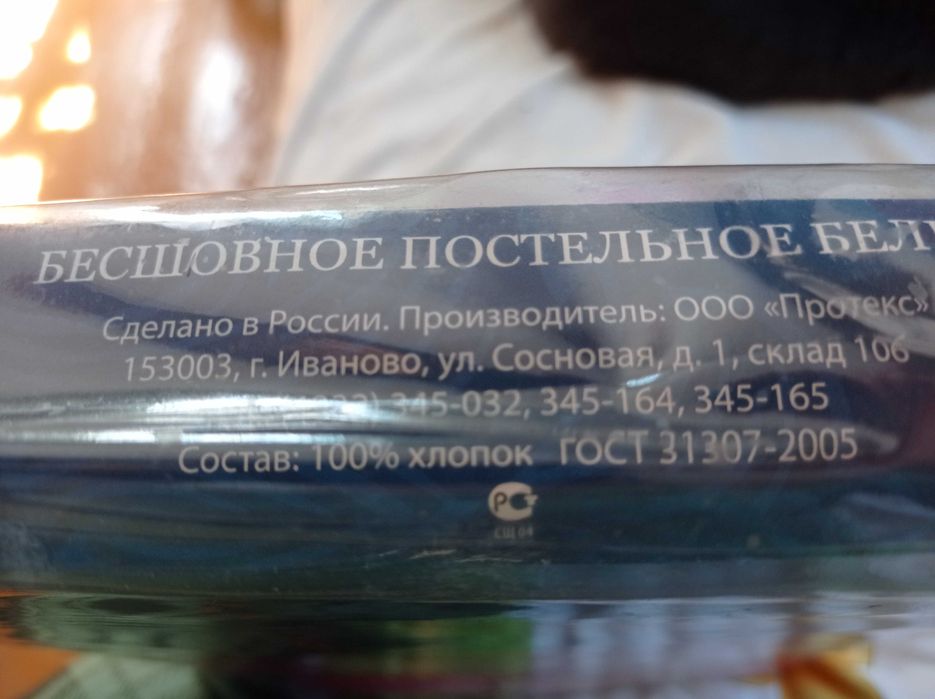 БЕСШОВНОЕ ПОСТЕЛЬНОЕ
Сделано в России. Производитель: ООО «Протекс»
153003, г. Иваново, ул. Сосновая, д. 1, склад 106
345-032, 345-164, 345-165
Состав: 100% хлопок ГОСТ 31307-2005